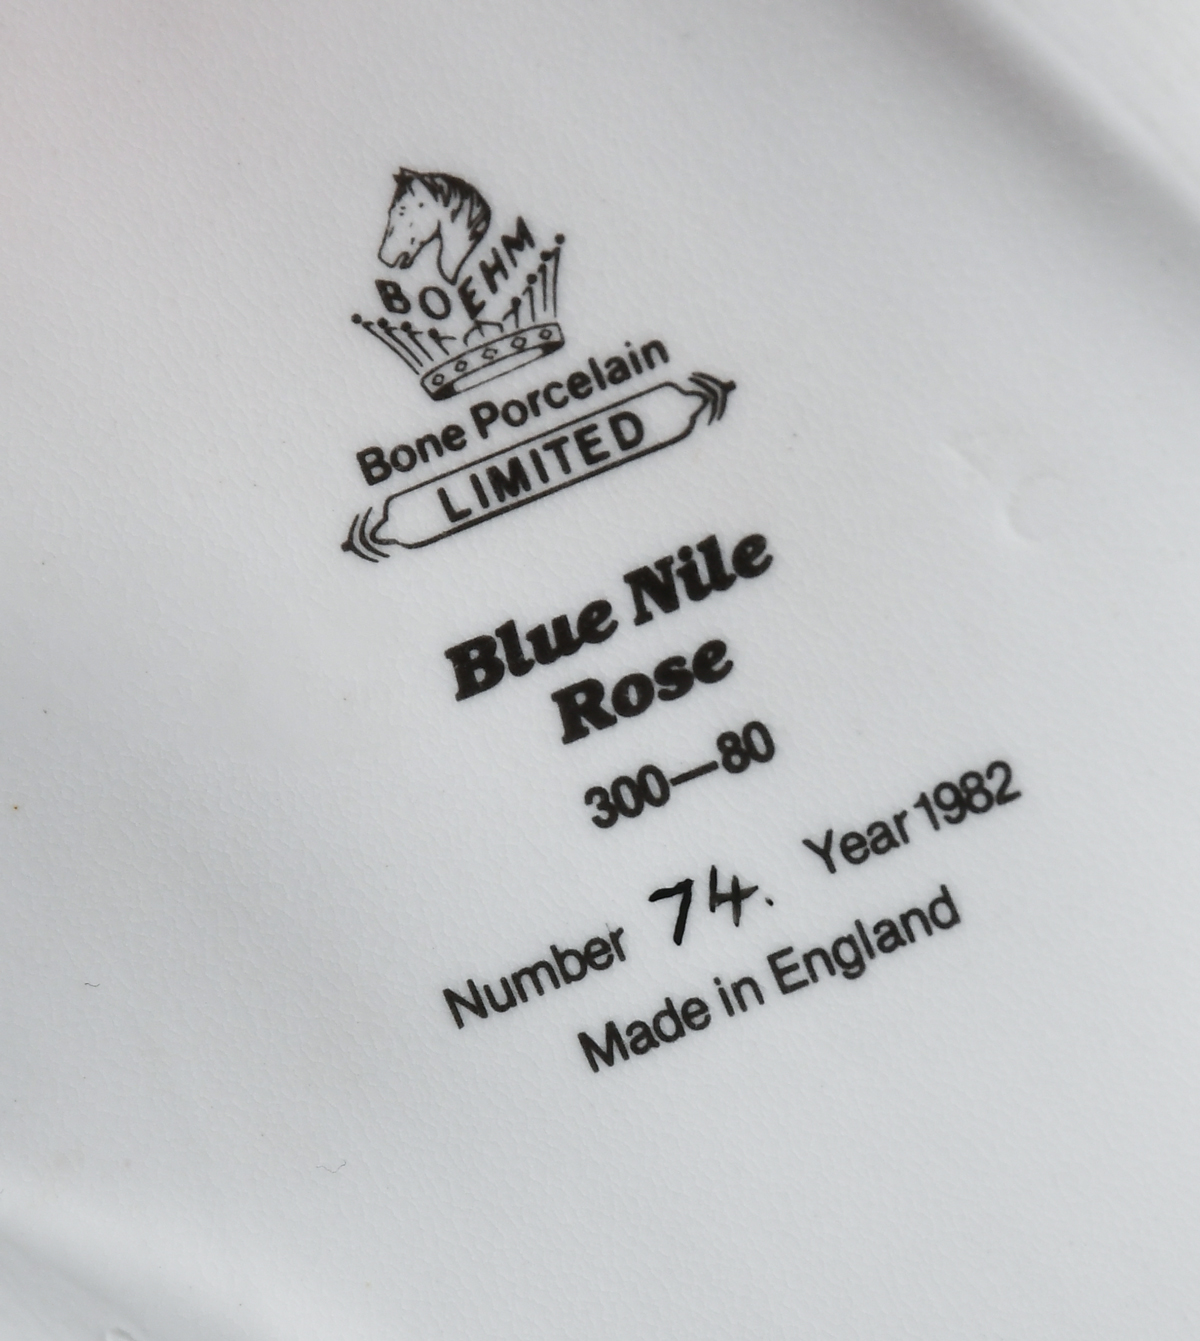 BOEHM
Bone Porcelain
LIMITED
Blue Nile
Rose
300—80
Number 74. Year 1982
Made in England